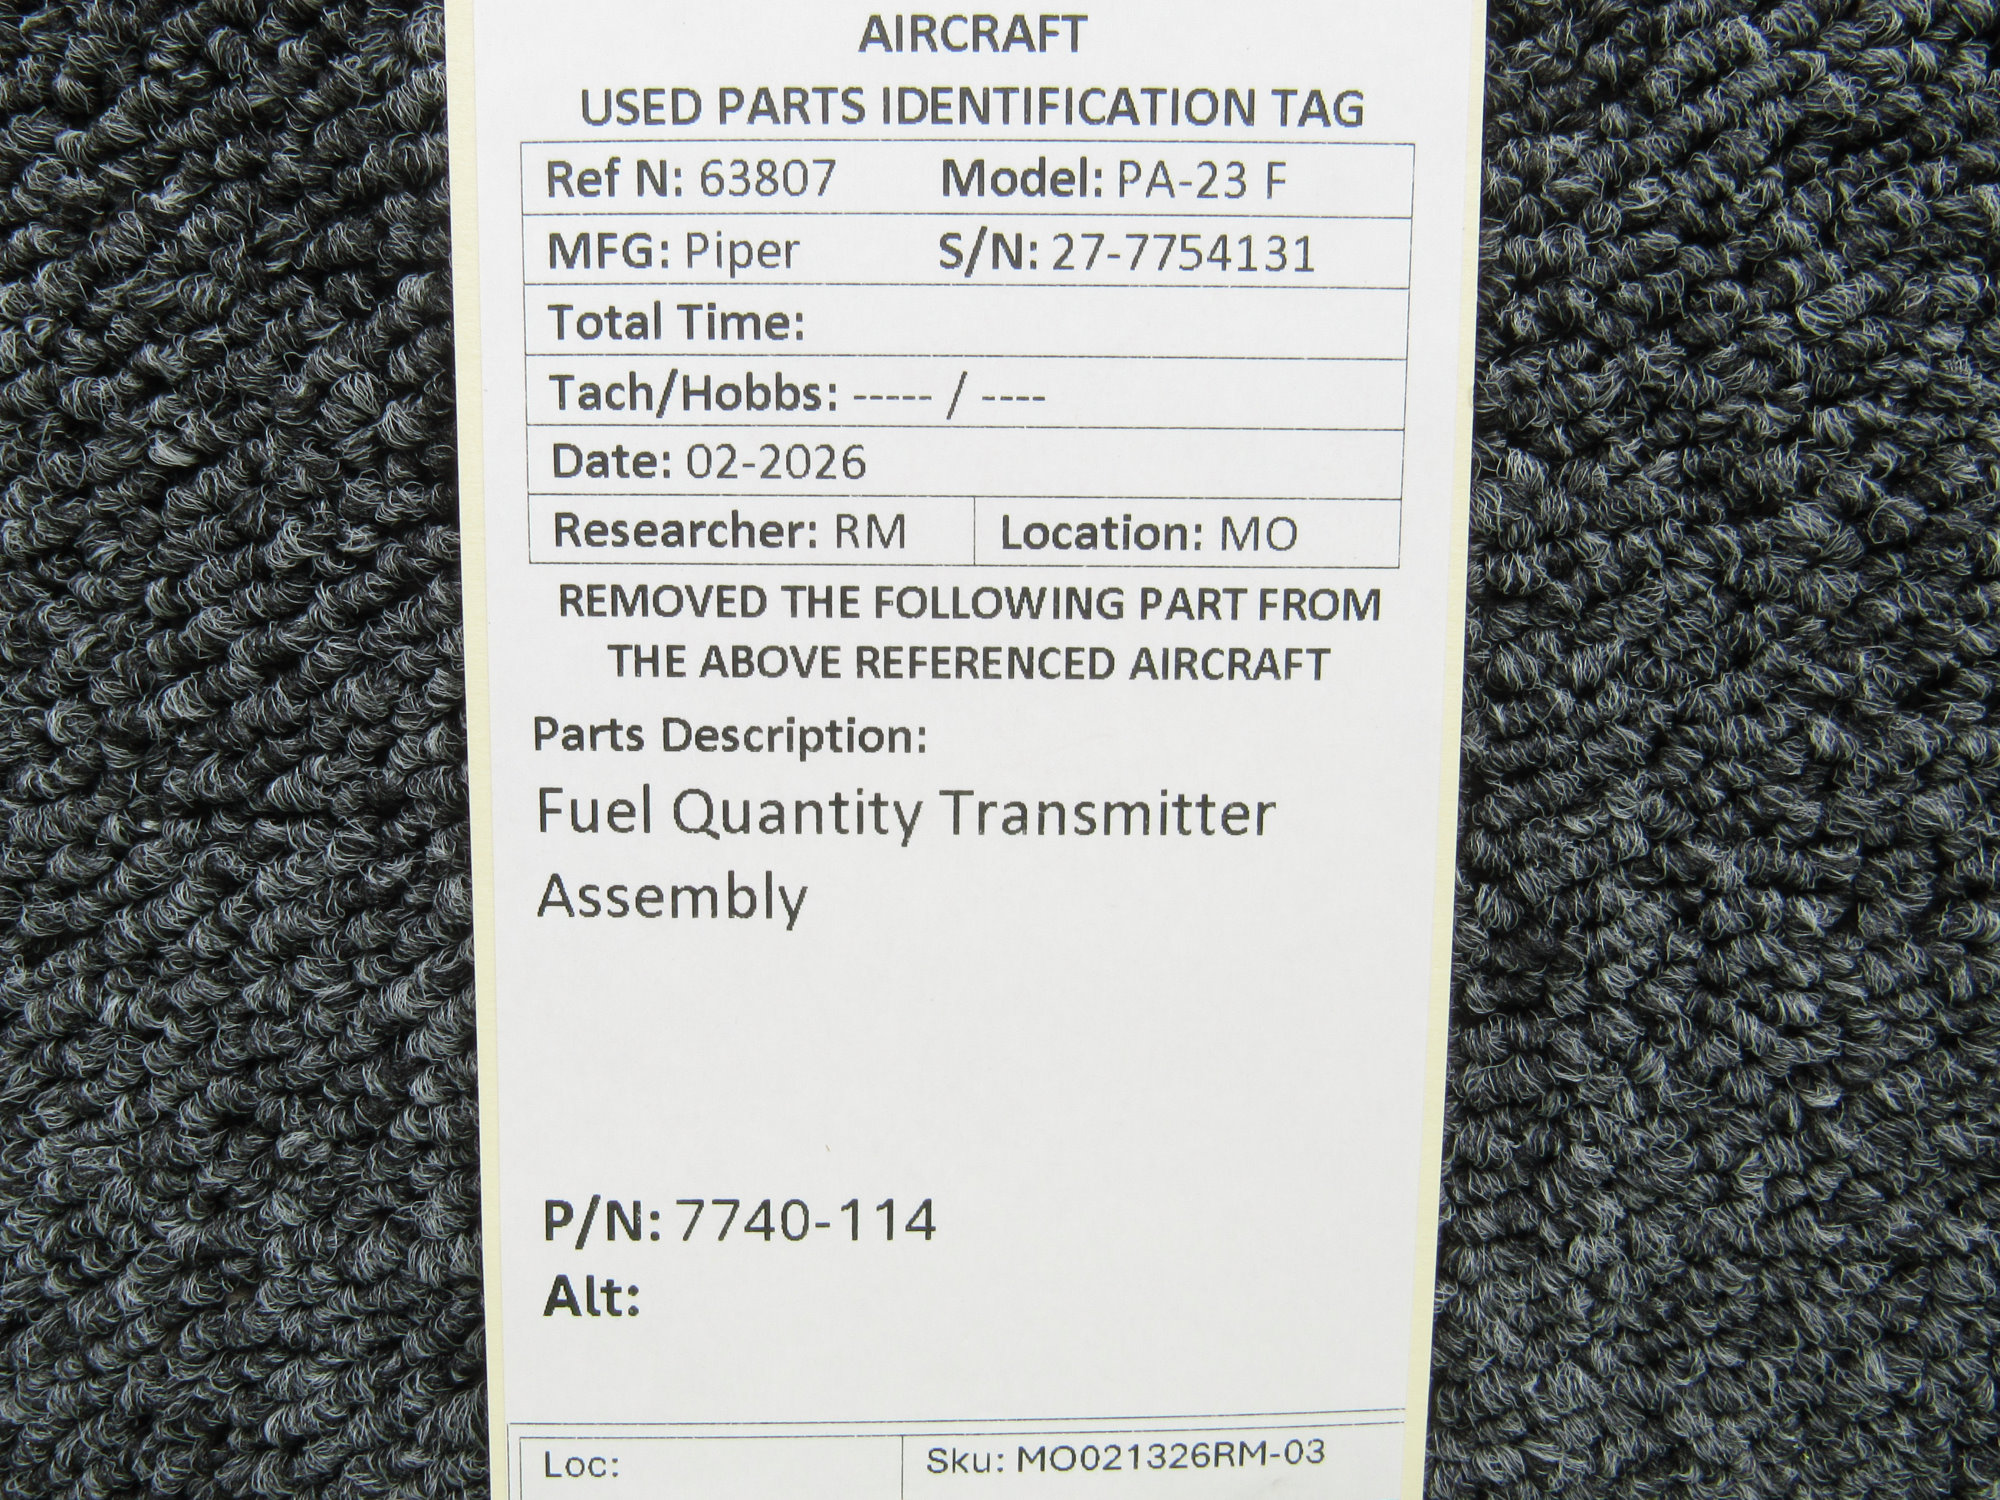 AIRCRAFT
USED PARTS IDENTIFICATION TAG
Ref N: 63807 Model: PA-23 F
MFG: Piper S/N: 27-7754131
Total Time:
Tach/Hobbs: ----- / ----
Date: 02-2026
Researcher: RM Location: MO
REMOVED THE FOLLOWING PART FROM
THE ABOVE REFERENCED AIRCRAFT
Parts Description:
Fuel Quantity Transmitter
Assembly
P/N: 7740-114
Alt:
Loc: Sku: MO021326RM-03